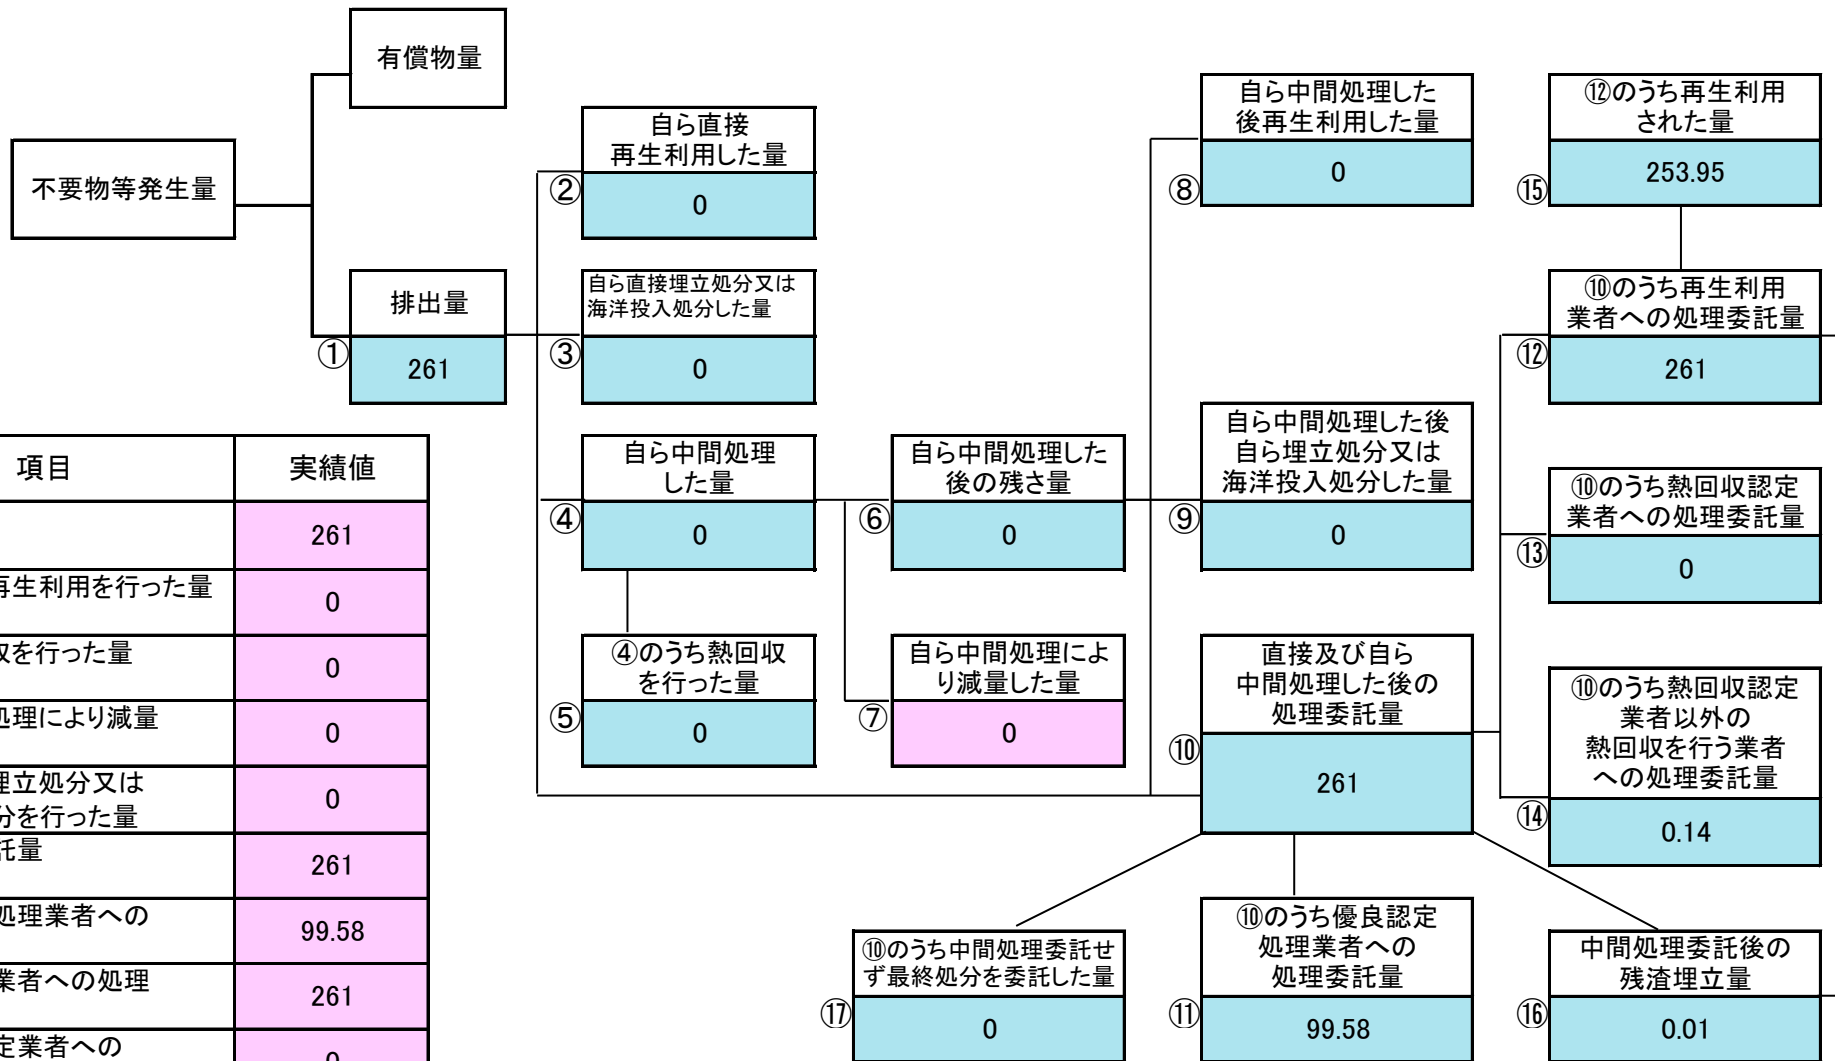 有償物量
不要物等発生量
排出量
①
261
自ら直接
再生利用した量
②
0
自ら直接埋立処分又は
海洋投入処分した量
③
0
自ら中間処理
した量
④
0
④のうち熱回収
を行った量
⑤
0
自ら中間処理した
後の残さ量
⑥
0
自ら中間処理によ
り減量した量
⑦
0
自ら中間処理した
後再生利用した量
⑧
0
自ら中間処理した後
自ら埋立処分又は
海洋投入処分した量
⑨
0
直接及び自ら
中間処理した後の
処理委託量
⑩
261
⑫のうち再生利用
された量
⑮
253.95
⑩のうち再生利用
業者への処理委託量
⑫
261
⑩のうち熱回収認定
業者への処理委託量
⑬
0
⑩のうち熱回収認定
業者以外の
熱回収を行う業者
への処理委託量
⑭
0.14
⑩のうち中間処理委託せ
ず最終処分を委託した量
⑰
0
⑩のうち優良認定
処理業者への
処理委託量
⑪
99.58
中間処理委託後の
残渣埋立量
⑯
0.01
項目 実績値
261
再生利用を行った量 0
収を行った量 0
処理により減量 0
埋立処分又は
分を行った量 0
託量 261
処理業者への 99.58
業者への処理 261
定業者への 0